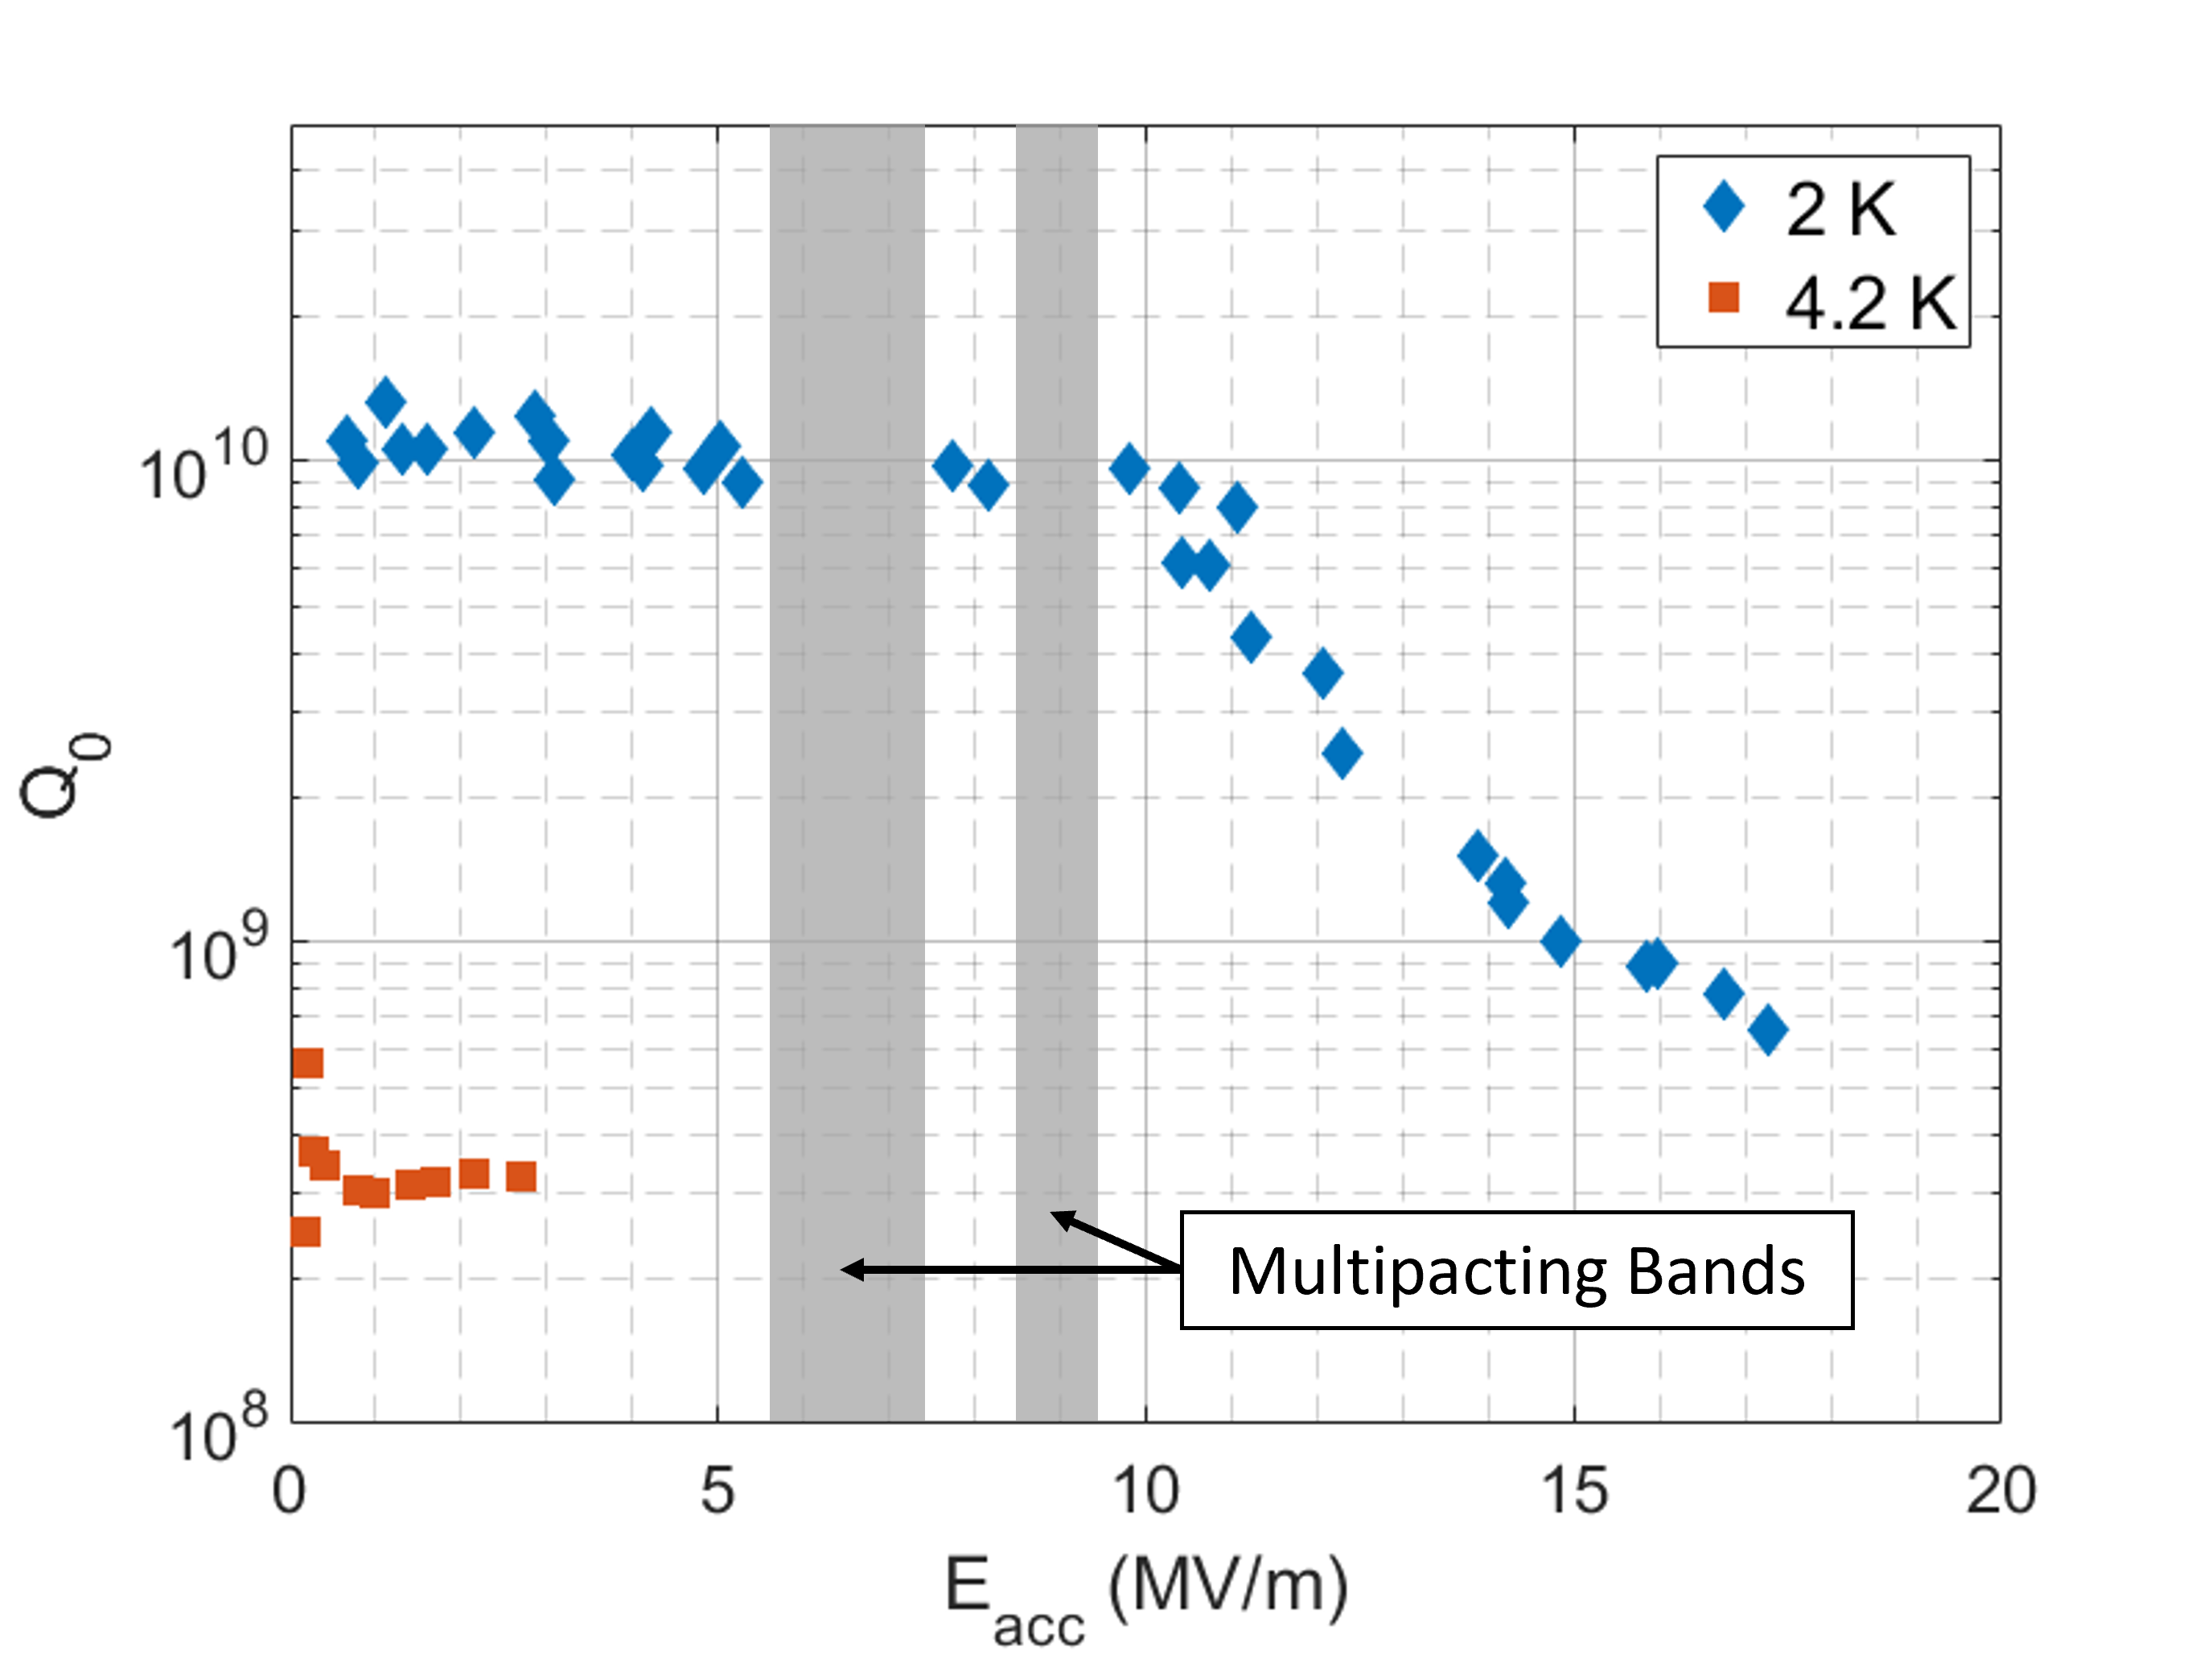 2 K
4.2 K
10^10
10^9
10^8
Q_0
Multipacting Bands
0 5 10 15 20
E_acc (MV/m)